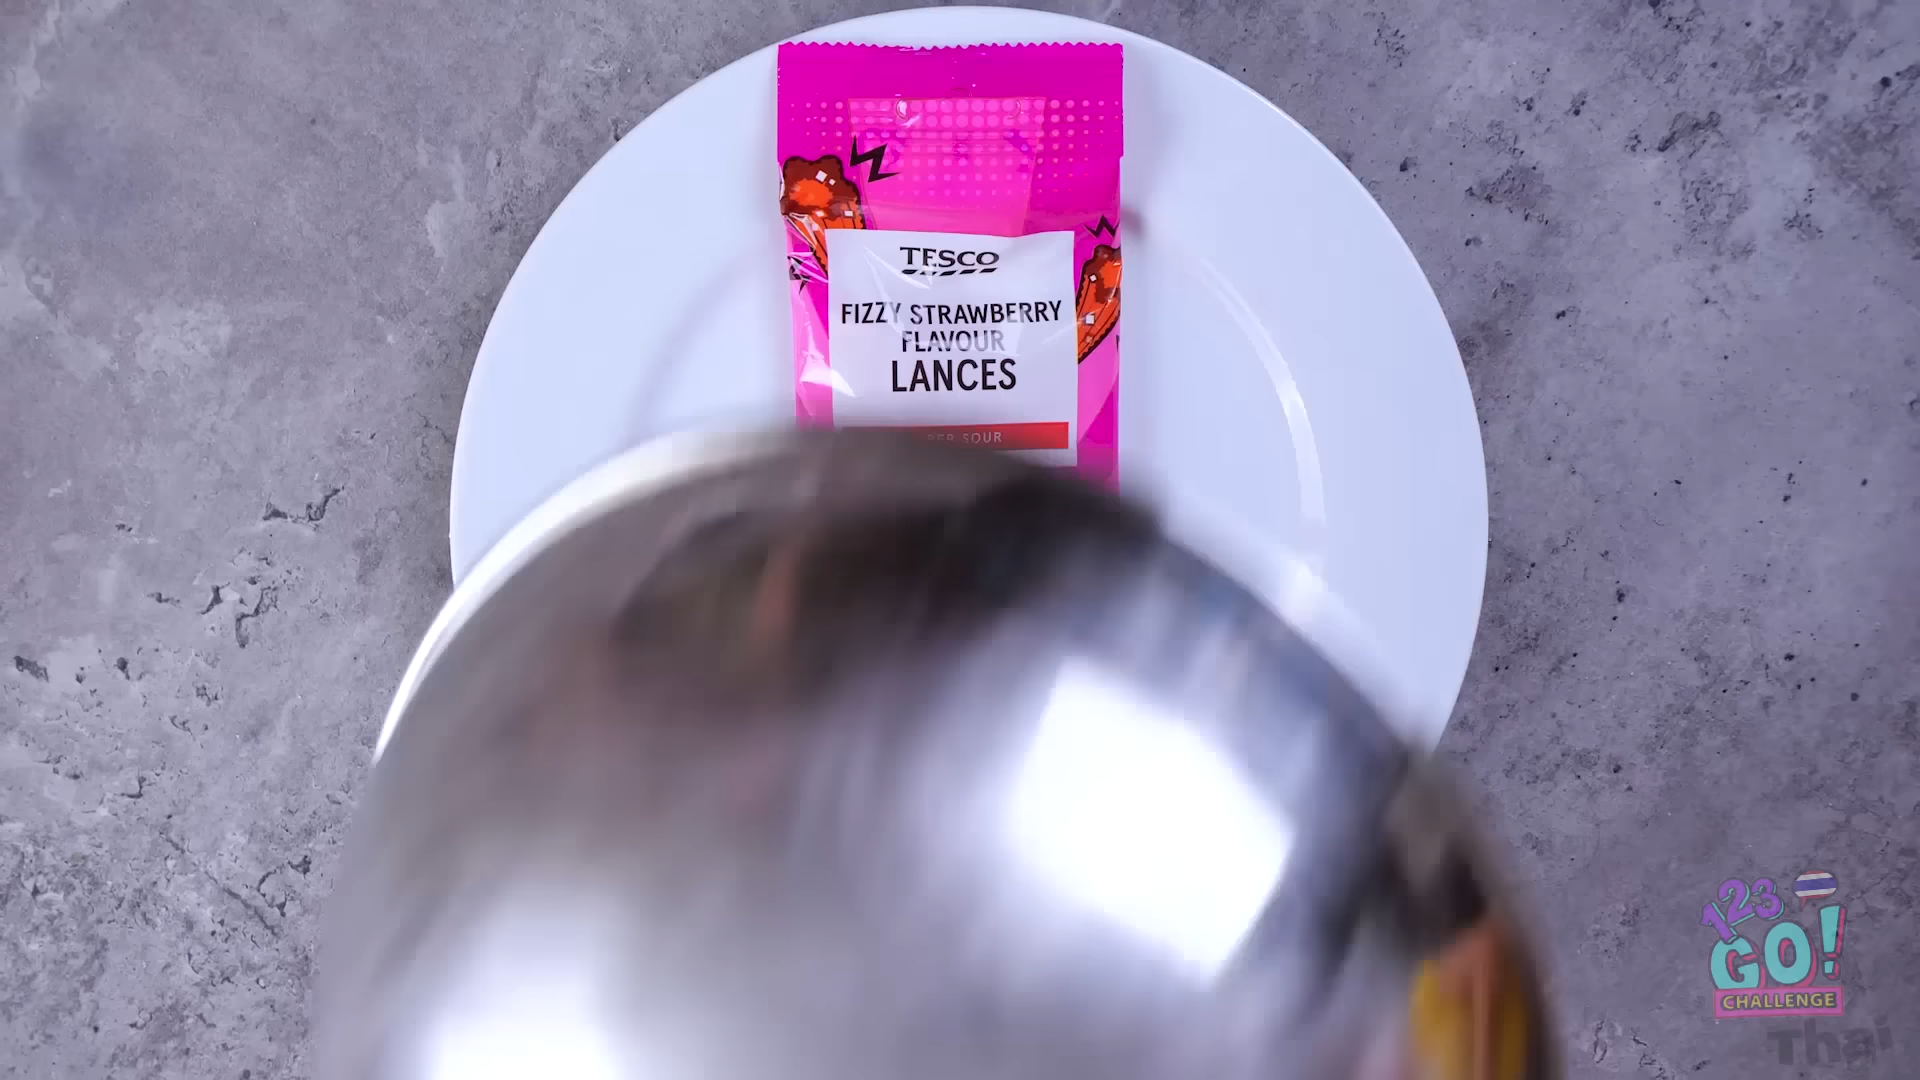 TESCO
FIZZY STRAWBERRY
FLAVOUR
LANCES
SOUR
123
GO!
CHALLENGE
Thai